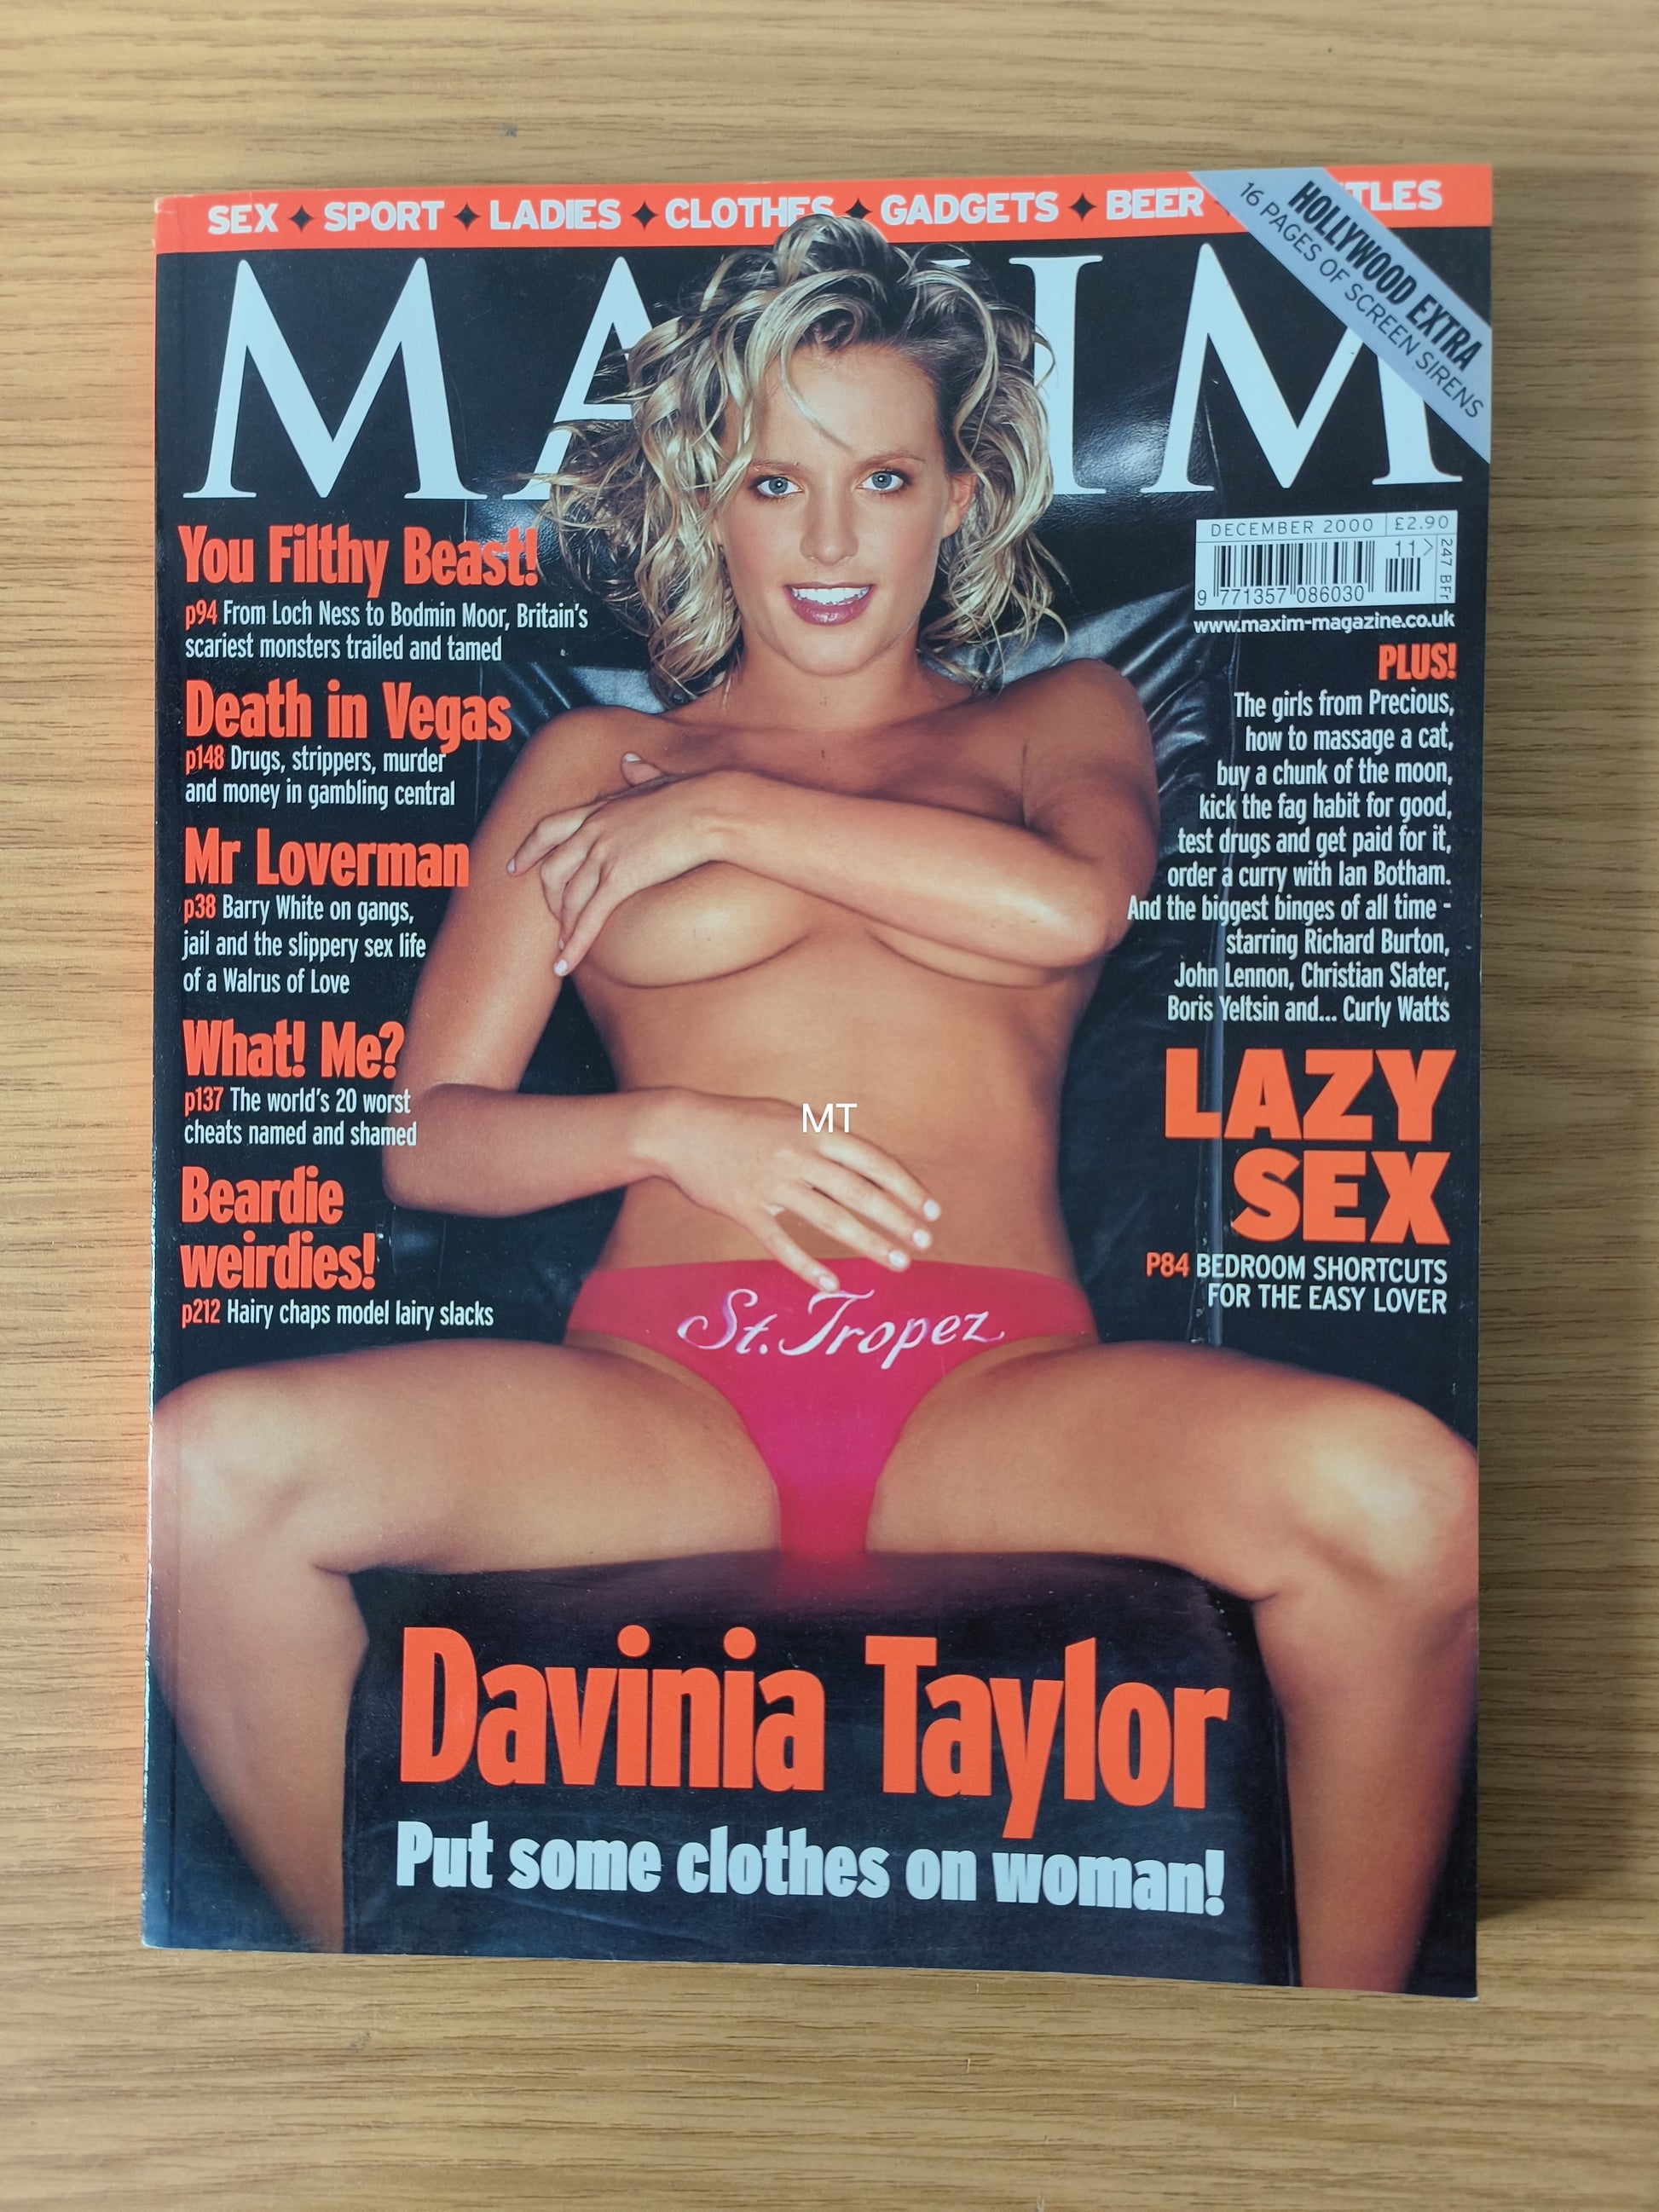 SEX ✦ SPORT ✦ LADIES ✦ CLOTHES ✦ GADGETS ✦ BEER
HOLLYWOOD EXTRA
16 PAGES OF SCREEN SIRENS
MAXIM
DECEMBER 2000 £2.90
11>
9 771357 086030
247 BFr
www.maxim-magazine.co.uk
You Filthy Beast!
p94 From Loch Ness to Bodmin Moor, Britain's
scariest monsters trailed and tamed
Death in Vegas
p148 Drugs, strippers, murder
and money in gambling central
Mr Loverman
p38 Barry White on gangs,
jail and the slippery sex life
of a Walrus of Love
What! Me?
p137 The world's 20 worst
cheats named and shamed
Beardie
weirdies!
p212 Hairy chaps model lairy slacks
PLUS!
The girls from Precious,
how to massage a cat,
buy a chunk of the moon,
kick the fag habit for good,
test drugs and get paid for it,
order a curry with Ian Botham.
And the biggest binges of all time -
starring Richard Burton,
John Lennon, Christian Slater,
Boris Yeltsin and... Curly Watts
LAZY
SEX
P84 BEDROOM SHORTCUTS
FOR THE EASY LOVER
MT
St. Tropez
Davinia Taylor
Put some clothes on woman!